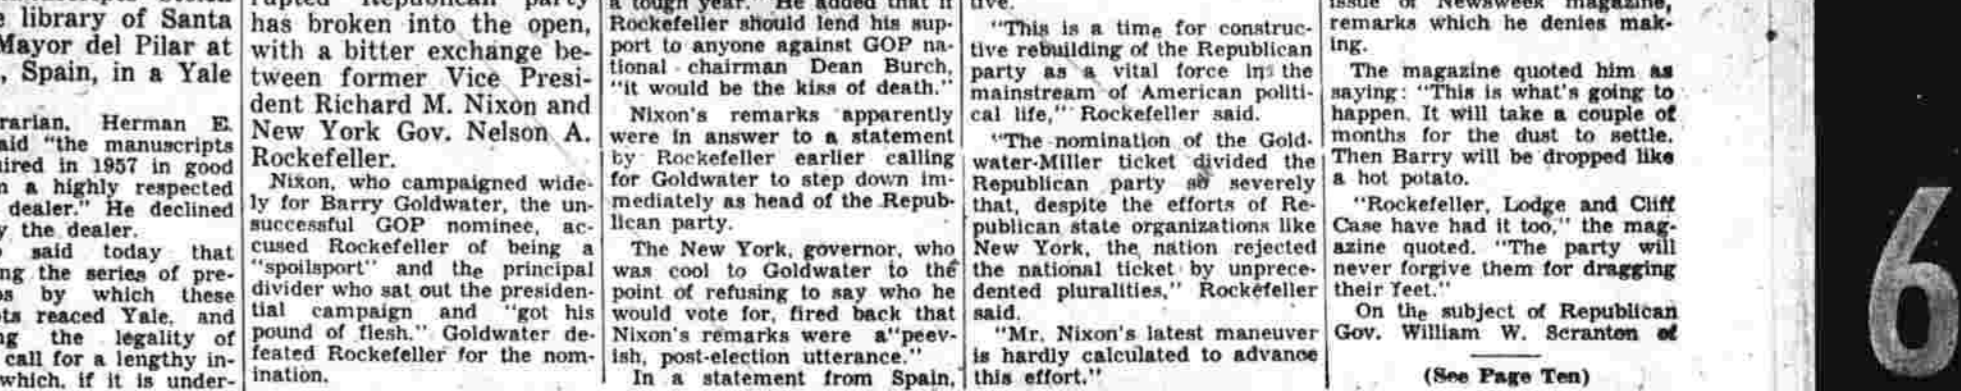 library of Santa
Mayor del Pilar at
, Spain, in a Yale
rarian, Herman E.
aid "the manuscripts
uired in 1957 in good
a highly respected
dealer." He declined
y the dealer.
said today that
ng the series of pre-
s by which these
ts reaced Yale, and
ng the legality of
call for a lengthy in-
which, if it is under-
rupted Republican party
has broken into the open,
with a bitter exchange be-
tween former Vice Presi-
dent Richard M. Nixon and
New York Gov. Nelson A.
Rockefeller.
Nixon, who campaigned wide-
ly for Barry Goldwater, the un-
successful GOP nominee, ac-
cused Rockefeller of being a
"spoilsport" and the principal
divider who sat out the presiden-
tial campaign and "got his
pound of flesh." Goldwater de-
feated Rockefeller for the nom-
ination.
a tough year." He added that if
Rockefeller should lend his sup-
port to anyone against GOP na-
tional chairman Dean Burch,
"it would be the kiss of death."
Nixon's remarks apparently
were in answer to a statement
by Rockefeller earlier calling
for Goldwater to step down im-
mediately as head of the Repub-
lican party.
The New York, governor, who
was cool to Goldwater to the
point of refusing to say who he
would vote for, fired back that
Nixon's remarks were a"peev-
ish, post-election utterance."
In a statement from Spain,
tive.
"This is a time for construc-
tive rebuilding of the Republican
party as a vital force in the
mainstream of American politi-
cal life," Rockefeller said.
"The nomination of the Gold-
water-Miller ticket divided the
Republican party so severely
that, despite the efforts of Re-
publican state organizations like
New York, the nation rejected
the national ticket by unprece-
dented pluralities," Rockefeller
said.
"Mr. Nixon's latest maneuver
is hardly calculated to advance
this effort."
issue of Newsweek magazine,
remarks which he denies mak-
ing.
The magazine quoted him as
saying: "This is what's going to
happen. It will take a couple of
months for the dust to settle.
Then Barry will be dropped like
a hot potato.
"Rockefeller, Lodge and Cliff
Case have had it too," the mag-
azine quoted. "The party will
never forgive them for dragging
their feet."
On the subject of Republican
Gov. William W. Scranton of
(See Page Ten)
6